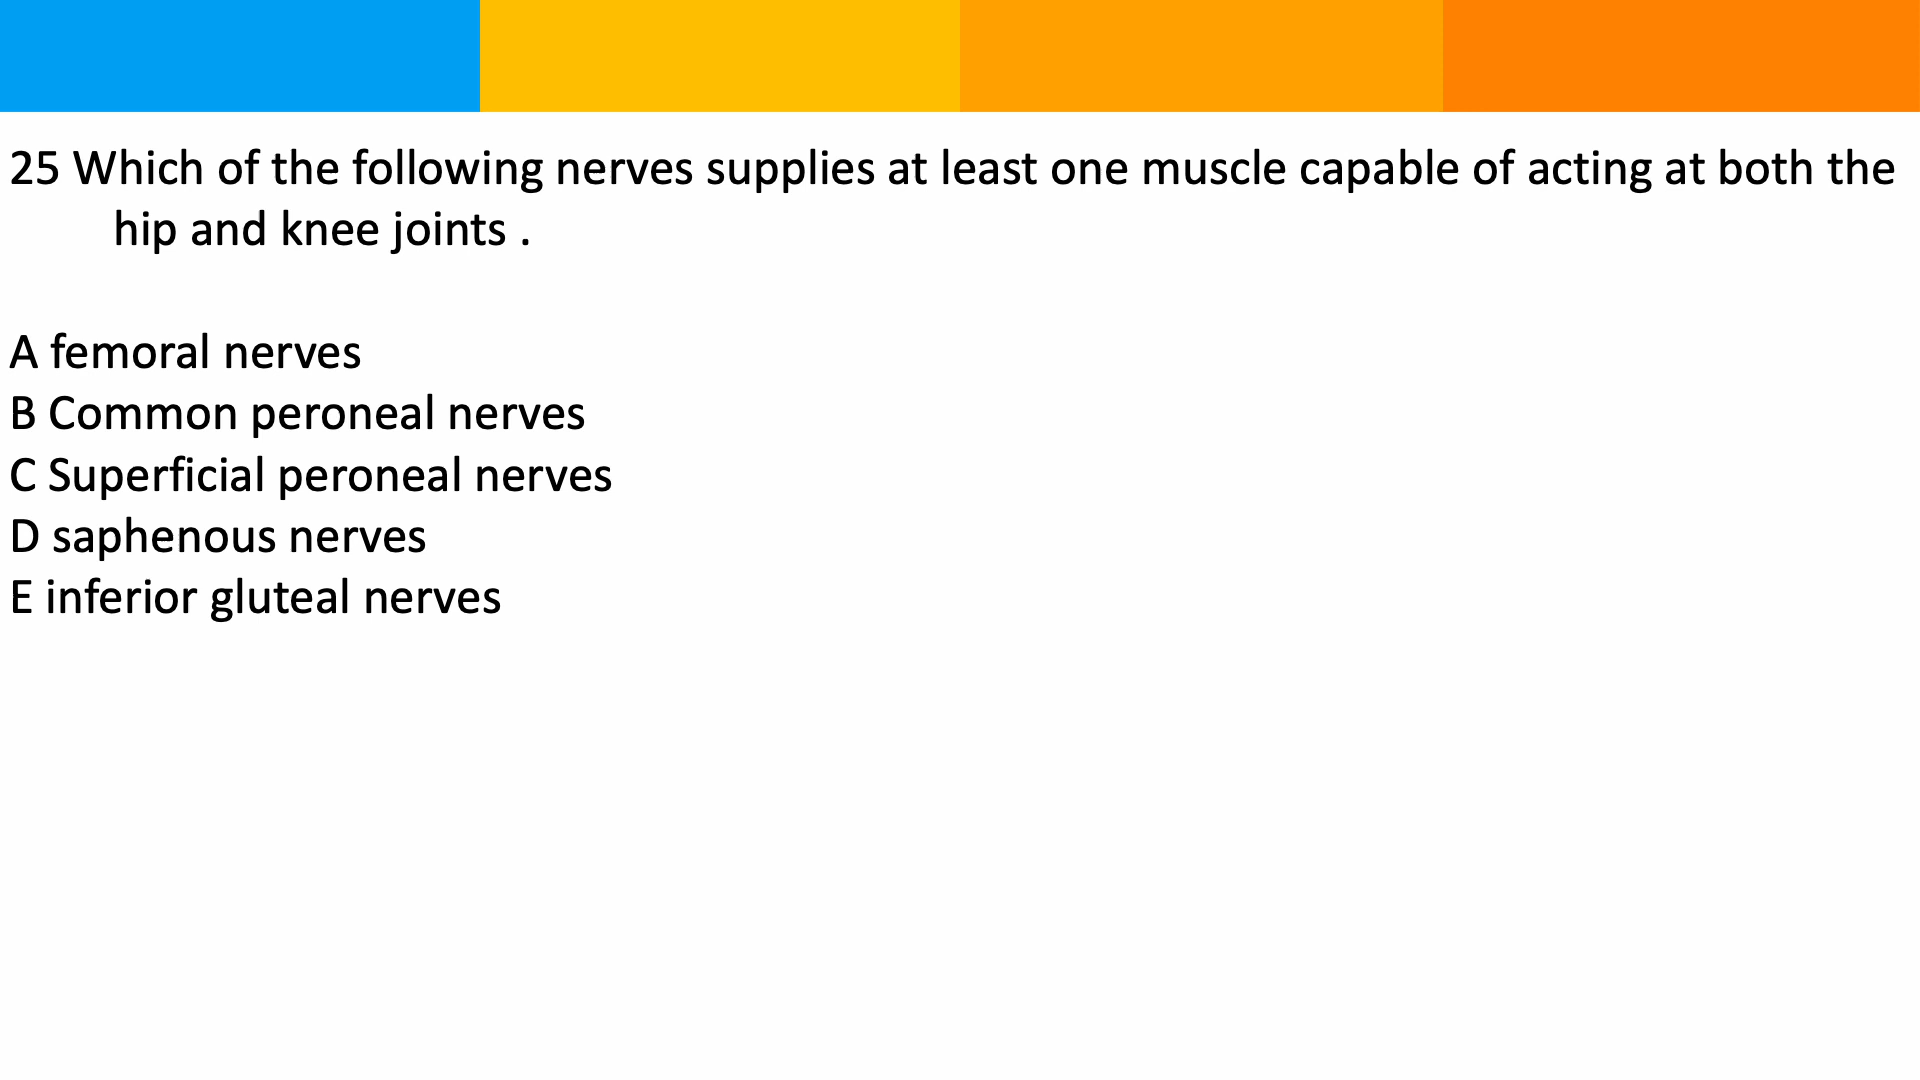 25 Which of the following nerves supplies at least one muscle capable of acting at both the
hip and knee joints .
A femoral nerves
B Common peroneal nerves
C Superficial peroneal nerves
D saphenous nerves
E inferior gluteal nerves